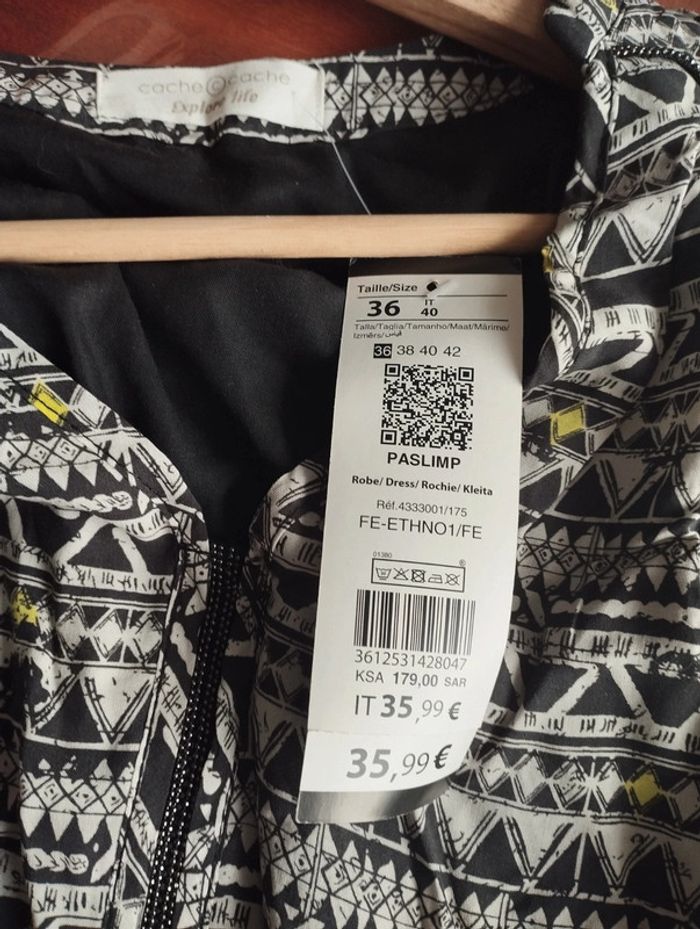 cache©cache
Explore life
Taille/Size
36 IT 40
Talla/Taglia/Tamanho/Maat/Mărime/
Izmērs/قياس
36 38 40 42
PASLIMP
Robe/ Dress/ Rochie/ Kleita
Réf.4333001/175
FE-ETHNO1/FE
01380
®
3612531428047
KSA 179,00 SAR
IT 35,99 €
35,99 €